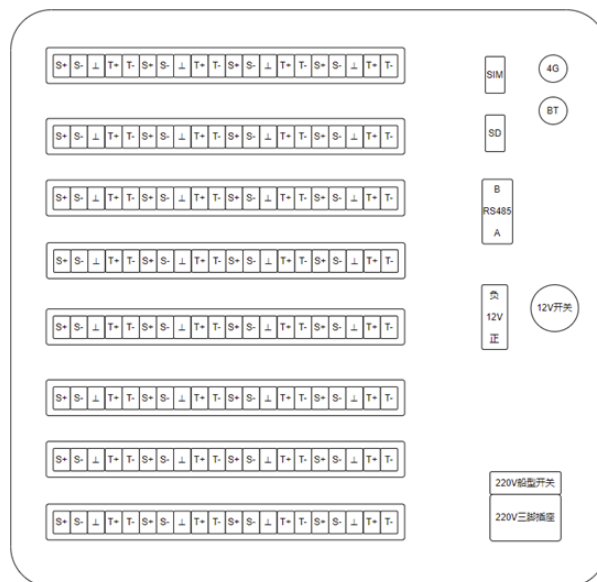 S+ S- ⊥ T+ T- S+ S- ⊥ T+ T- S+ S- ⊥ T+ T- S+ S- ⊥ T+ T-
SIM
4G
BT
S+ S- ⊥ T+ T- S+ S- ⊥ T+ T- S+ S- ⊥ T+ T- S+ S- ⊥ T+ T-
SD
S+ S- ⊥ T+ T- S+ S- ⊥ T+ T- S+ S- ⊥ T+ T- S+ S- ⊥ T+ T-
B
RS485
A
S+ S- ⊥ T+ T- S+ S- ⊥ T+ T- S+ S- ⊥ T+ T- S+ S- ⊥ T+ T-
S+ S- ⊥ T+ T- S+ S- ⊥ T+ T- S+ S- ⊥ T+ T- S+ S- ⊥ T+ T-
负
12V
正
12V开关
S+ S- ⊥ T+ T- S+ S- ⊥ T+ T- S+ S- ⊥ T+ T- S+ S- ⊥ T+ T-
S+ S- ⊥ T+ T- S+ S- ⊥ T+ T- S+ S- ⊥ T+ T- S+ S- ⊥ T+ T-
S+ S- ⊥ T+ T- S+ S- ⊥ T+ T- S+ S- ⊥ T+ T- S+ S- ⊥ T+ T-
220V船型开关
220V三脚插座